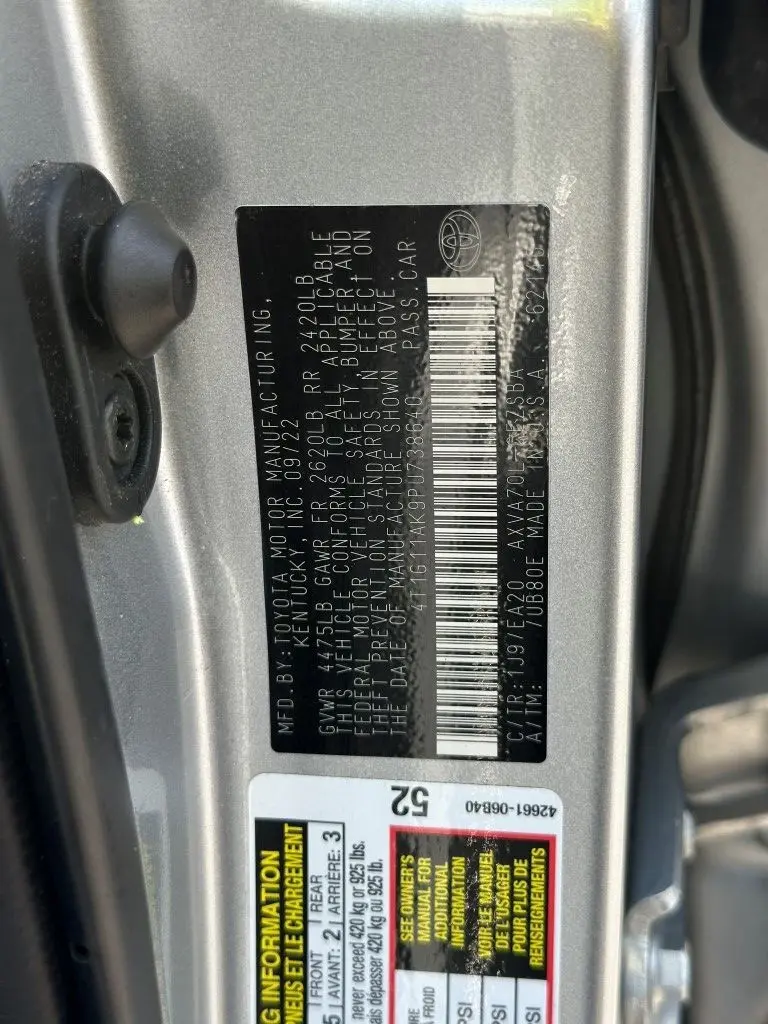 MFD.BY:TOYOTA MOTOR MANUFACTURING,
KENTUCKY, INC. 09/22
GVWR 4475LB GAWR FR 2620LB RR 2420LB
THIS VEHICLE CONFORMS TO ALL APPLICABLE
FEDERAL MOTOR VEHICLE SAFETY, BUMPER, AND
THEFT PREVENTION STANDARDS IN EFFECT ON
THE DATE OF MANUFACTURE SHOWN ABOVE.
4T1G11AK9PU738640 PASS.CAR
C/TR:1J97/EA20
A/TM: /UB80E MADE IN U.S.A.
52
42661-06B40
INFORMATION
PNEUS ET LE CHARGEMENT
5 FRONT 2 REAR 3
AVANT: ARRIÈRE:
never exceed 420 kg or 925 lbs.
dépasser 420 kg ou 925 lb.
SEE OWNER'S
MANUAL FOR
ADDITIONAL
INFORMATION
VOIR LE MANUEL
DE L'USAGER
POUR PLUS DE
RENSEIGNEMENTS
À FROID
PSI
PSI